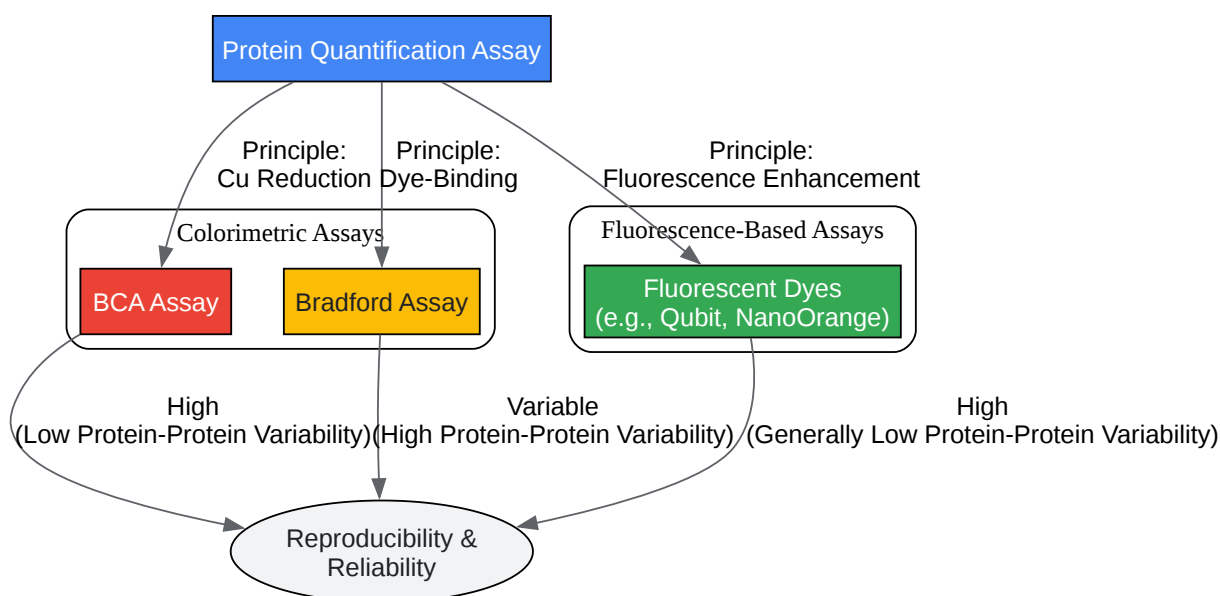 Protein Quantification Assay
Principle:
Cu Reduction
Principle:
Dye-Binding
Principle:
Fluorescence Enhancement
Colorimetric Assays
Fluorescence-Based Assays
BCA Assay
Bradford Assay
Fluorescent Dyes
(e.g., Qubit, NanoOrange)
High
(Low Protein-Protein Variability)
Variable
(High Protein-Protein Variability)
High
(Generally Low Protein-Protein Variability)
Reproducibility &
Reliability